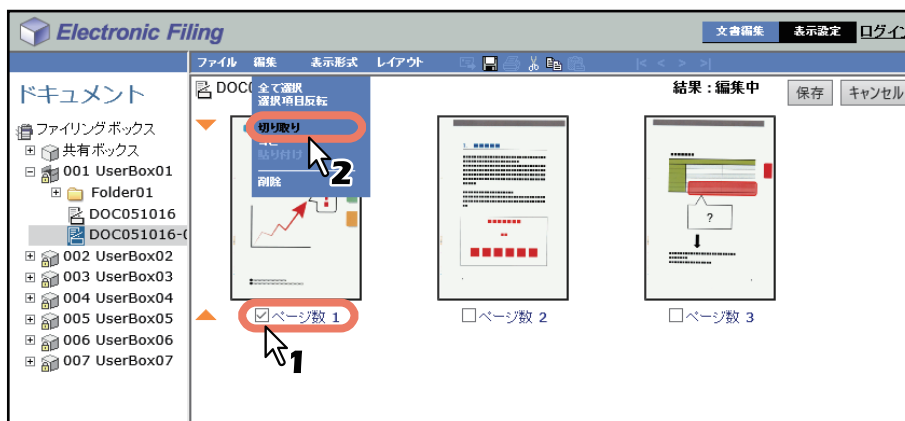 Electronic Filing
文書編集 表示設定 ログイン
ファイル 編集 表示形式 レイアウト |< < > >|
ドキュメント
ファイリングボックス
共有ボックス
001 UserBox01
Folder01
DOC051016
DOC051016-0
002 UserBox02
003 UserBox03
004 UserBox04
005 UserBox05
006 UserBox06
007 UserBox07
DOC0
結果:編集中
保存 キャンセル
全て選択
選択項目反転
切り取り
貼り付け
削除
2
?
ページ数 1
ページ数 2
ページ数 3
1